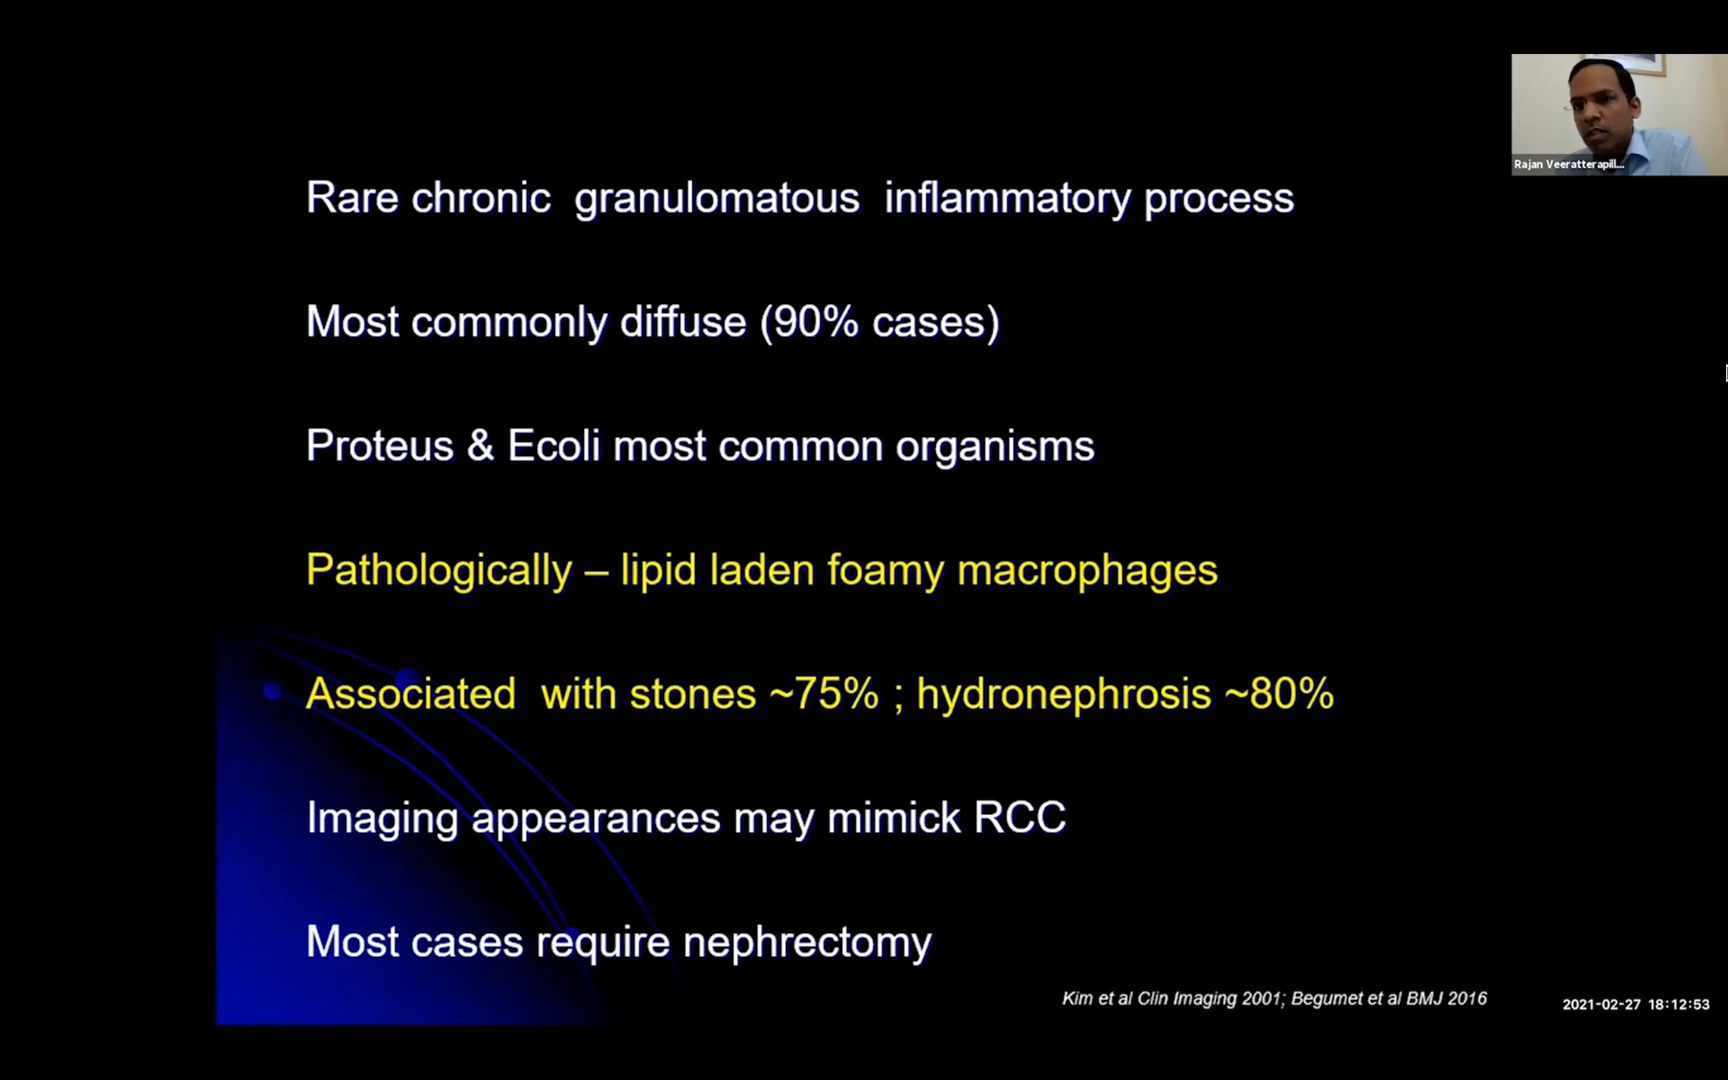 Rajan Veeratterapill...
Rare chronic granulomatous inflammatory process
Most commonly diffuse (90% cases)
Proteus & Ecoli most common organisms
Pathologically – lipid laden foamy macrophages
Associated with stones ~75% ; hydronephrosis ~80%
Imaging appearances may mimick RCC
Most cases require nephrectomy
Kim et al Clin Imaging 2001; Begumet et al BMJ 2016
2021-02-27 18:12:53